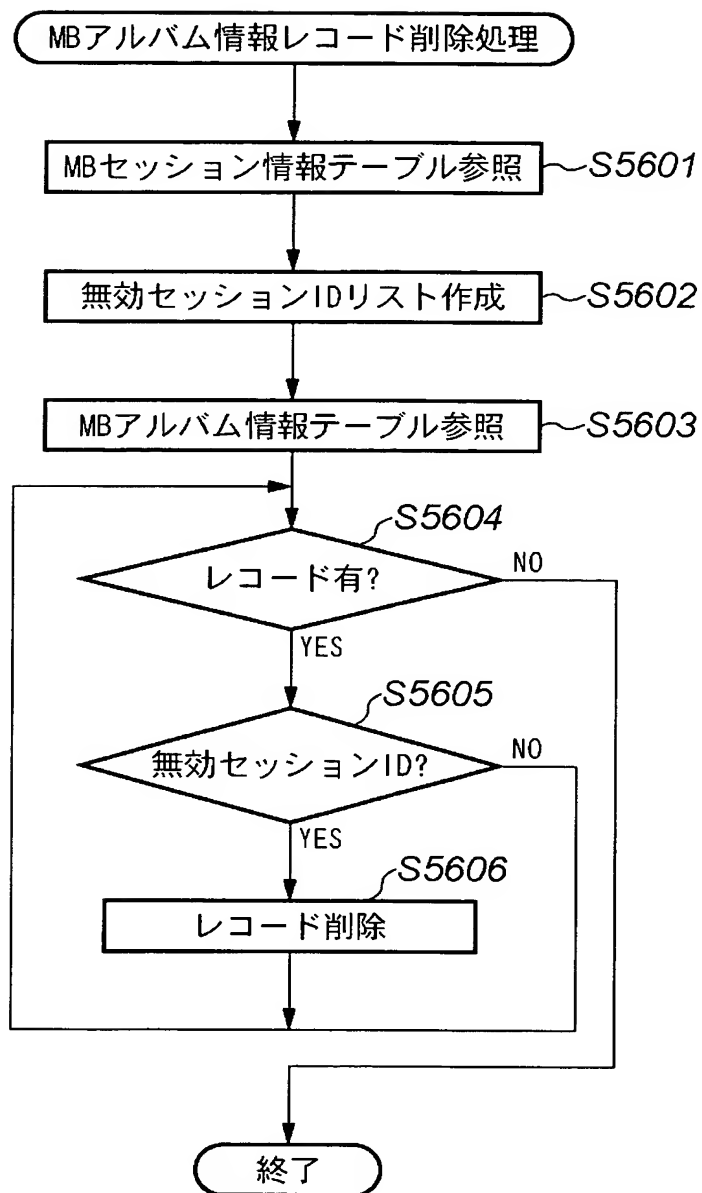 MBアルバム情報レコード削除処理
MBセッション情報テーブル参照
S5601
無効セッションIDリスト作成
S5602
MBアルバム情報テーブル参照
S5603
S5604
レコード有?
NO
YES
S5605
無効セッションID?
NO
YES
S5606
レコード削除
終了